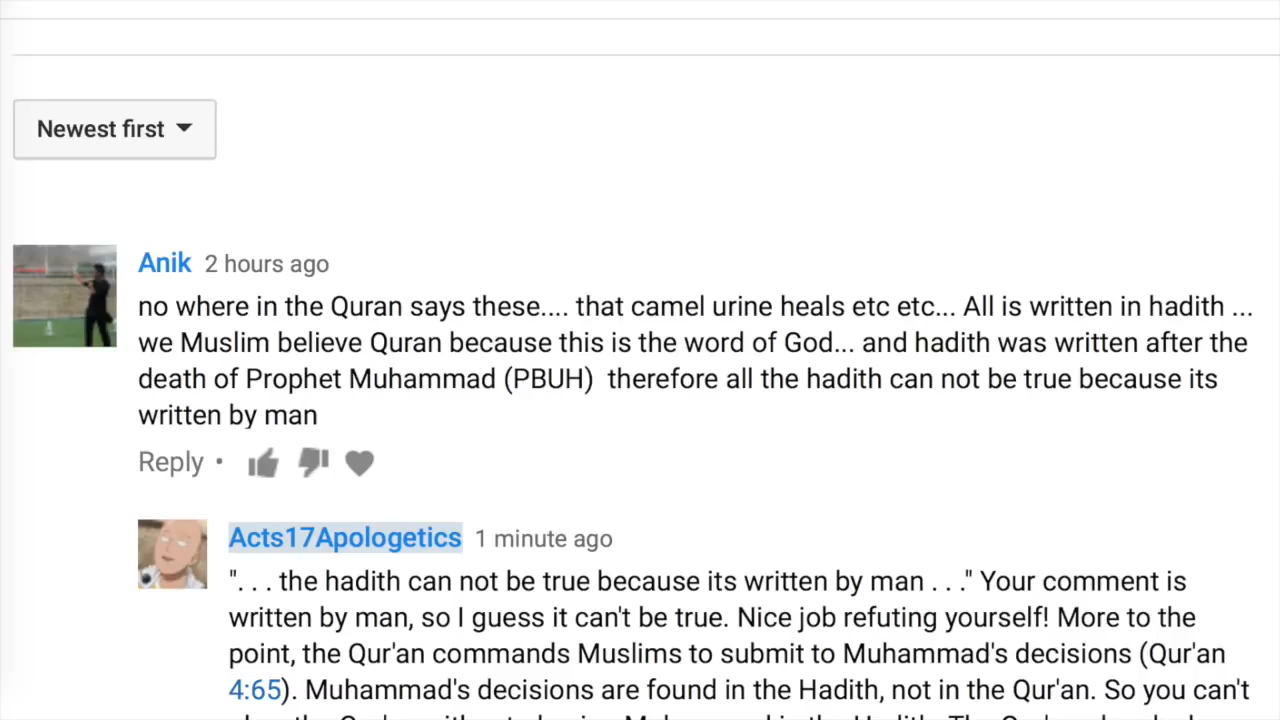 Newest first
Anik 2 hours ago
no where in the Quran says these.... that camel urine heals etc etc... All is written in hadith ...
we Muslim believe Quran because this is the word of God... and hadith was written after the
death of Prophet Muhammad (PBUH)  therefore all the hadith can not be true because its
written by man
Reply •
Acts17Apologetics 1 minute ago
". . . the hadith can not be true because its written by man . . ." Your comment is
written by man, so I guess it can't be true. Nice job refuting yourself! More to the
point, the Qur'an commands Muslims to submit to Muhammad's decisions (Qur'an
4:65). Muhammad's decisions are found in the Hadith, not in the Qur'an. So you can't